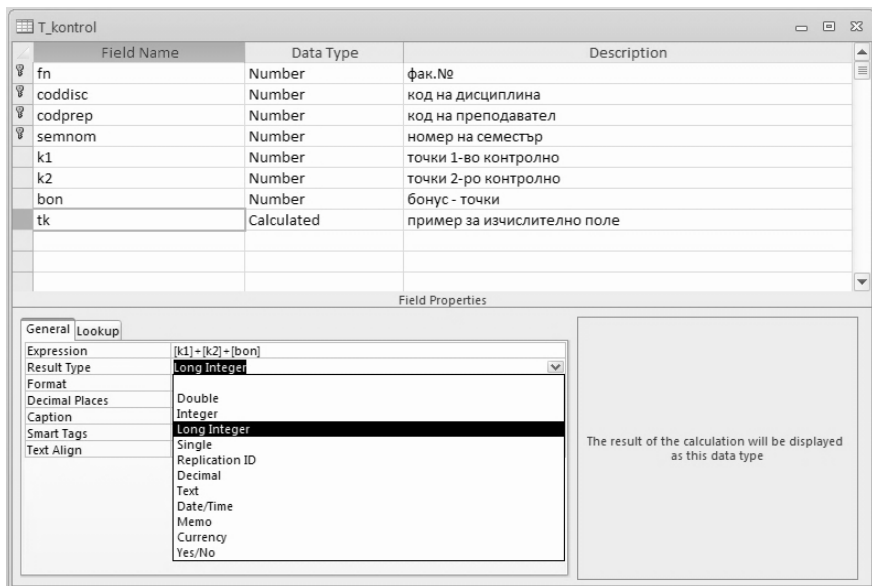 T_kontrol
Field Name Data Type Description
fn Number фак.№
coddisc Number код на дисциплина
codprep Number код на преподавател
semnom Number номер на семестър
k1 Number точки 1-во контролно
k2 Number точки 2-ро контролно
bon Number бонус - точки
tk Calculated пример за изчислително поле
Field Properties
General Lookup
Expression [k1]+[k2]+[bon]
Result Type Long Integer
Format
Decimal Places
Caption
Smart Tags
Text Align
Double
Integer
Long Integer
Single
Replication ID
Decimal
Text
Date/Time
Memo
Currency
Yes/No
The result of the calculation will be displayed
as this data type